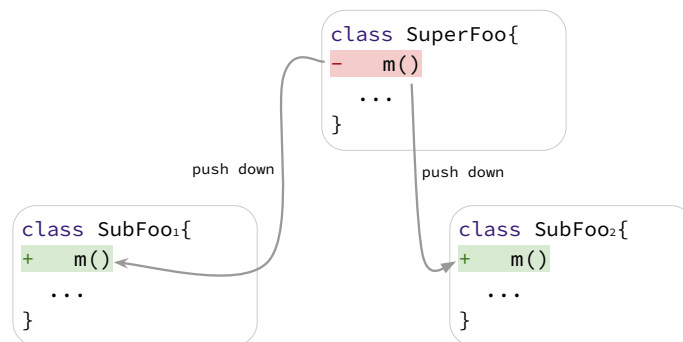 class SuperFoo{
-    m()
...
}
push down
push down
class SubFoo₁{
+    m()
...
}
class SubFoo₂{
+    m()
...
}